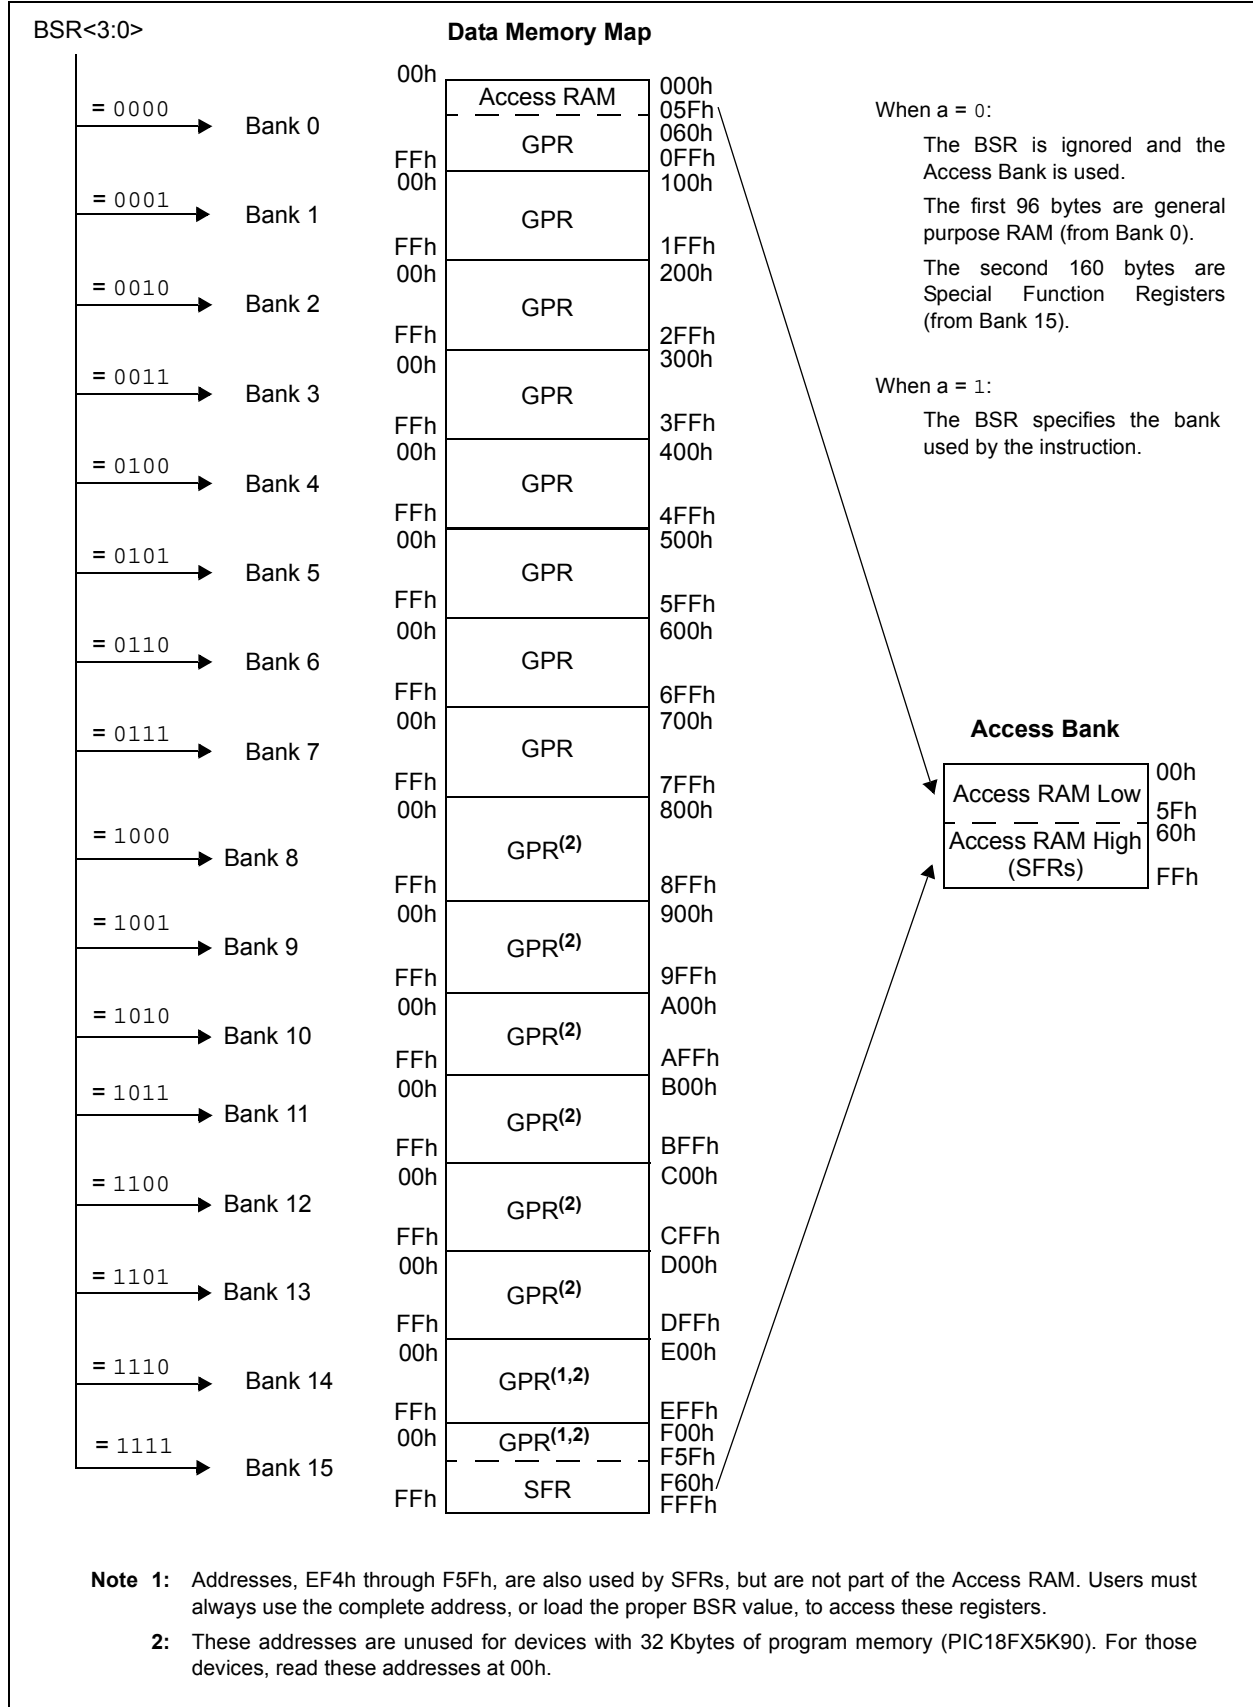 BSR<3:0>
Data Memory Map
= 0000
Bank 0
00h
Access RAM
000h
05Fh
GPR
060h
FFh
0FFh
= 0001
Bank 1
00h
GPR
100h
FFh
1FFh
= 0010
Bank 2
00h
GPR
200h
FFh
2FFh
= 0011
Bank 3
00h
GPR
300h
FFh
3FFh
= 0100
Bank 4
00h
GPR
400h
FFh
4FFh
= 0101
Bank 5
00h
GPR
500h
FFh
5FFh
= 0110
Bank 6
00h
GPR
600h
FFh
6FFh
= 0111
Bank 7
00h
GPR
700h
FFh
7FFh
= 1000
Bank 8
00h
GPR(2)
800h
FFh
8FFh
= 1001
Bank 9
00h
GPR(2)
900h
FFh
9FFh
= 1010
Bank 10
00h
GPR(2)
A00h
FFh
AFFh
= 1011
Bank 11
00h
GPR(2)
B00h
FFh
BFFh
= 1100
Bank 12
00h
GPR(2)
C00h
FFh
CFFh
= 1101
Bank 13
00h
GPR(2)
D00h
FFh
DFFh
= 1110
Bank 14
00h
GPR(1,2)
E00h
FFh
EFFh
= 1111
Bank 15
00h
GPR(1,2)
F00h
F5Fh
SFR
F60h
FFh
FFFh
When a = 0:
The BSR is ignored and the
Access Bank is used.
The first 96 bytes are general
purpose RAM (from Bank 0).
The second 160 bytes are
Special Function Registers
(from Bank 15).
When a = 1:
The BSR specifies the bank
used by the instruction.
Access Bank
Access RAM Low
00h
5Fh
Access RAM High
(SFRs)
60h
FFh
Note 1: Addresses, EF4h through F5Fh, are also used by SFRs, but are not part of the Access RAM. Users must
always use the complete address, or load the proper BSR value, to access these registers.
2: These addresses are unused for devices with 32 Kbytes of program memory (PIC18FX5K90). For those
devices, read these addresses at 00h.